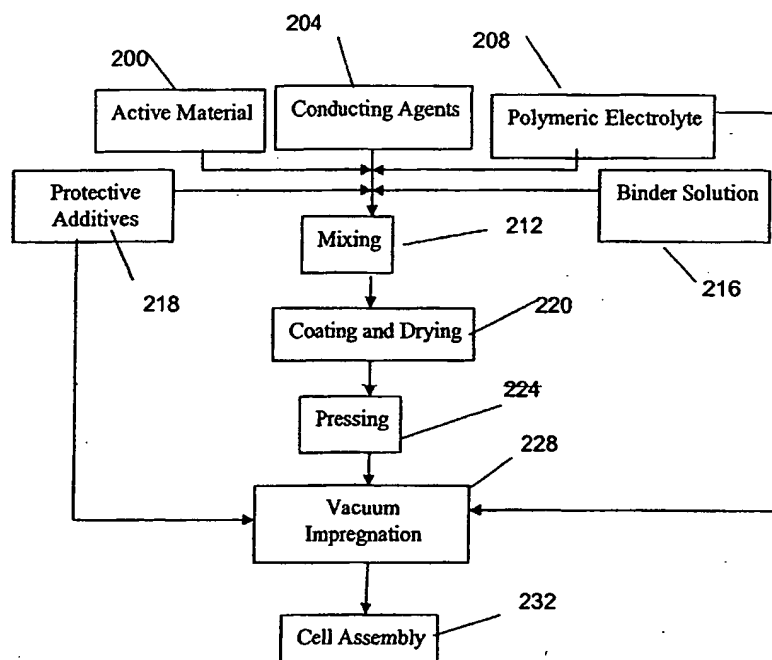 204
200
208
Active Material
Conducting Agents
Polymeric Electrolyte
Protective
Additives
Binder Solution
Mixing
212
218
216
Coating and Drying
220
Pressing
224
228
Vacuum
Impregnation
232
Cell Assembly